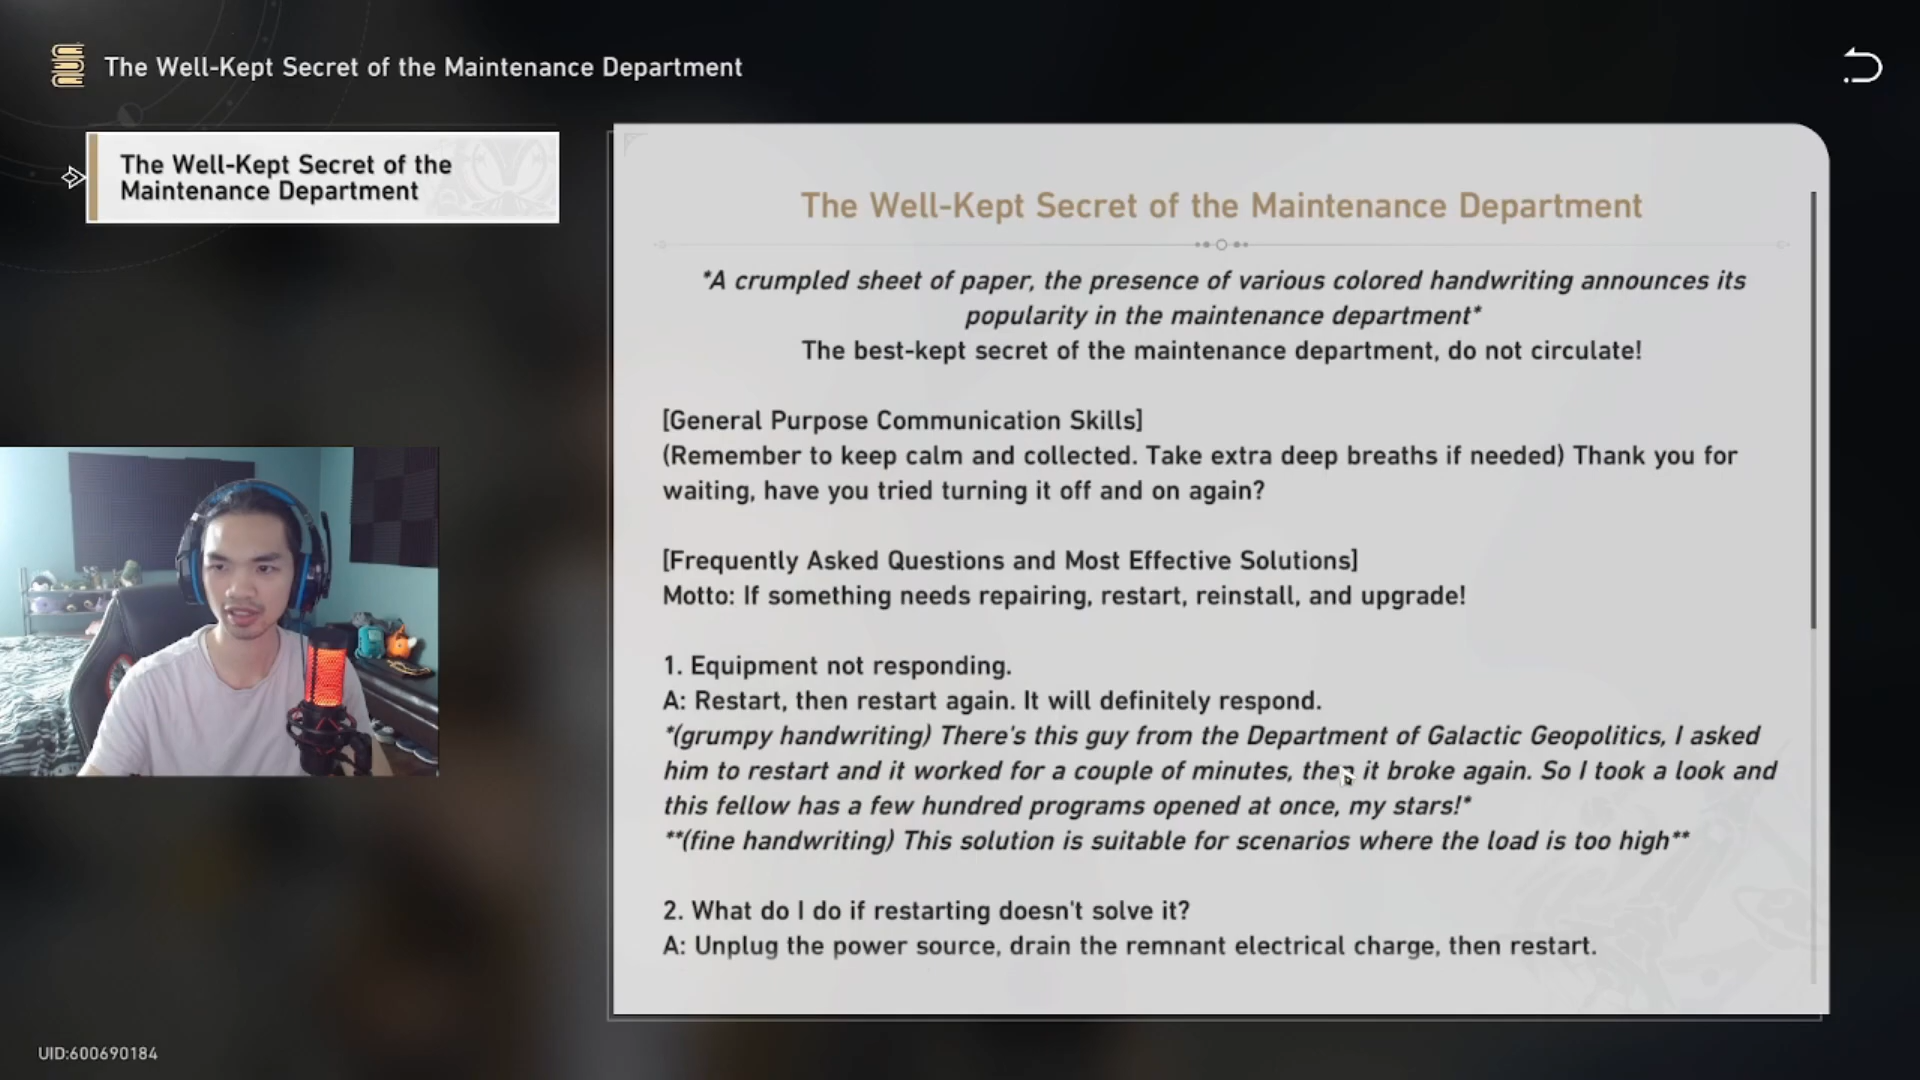 The Well-Kept Secret of the Maintenance Department
The Well-Kept Secret of the
Maintenance Department
The Well-Kept Secret of the Maintenance Department
*A crumpled sheet of paper, the presence of various colored handwriting announces its
popularity in the maintenance department*
The best-kept secret of the maintenance department, do not circulate!
[General Purpose Communication Skills]
(Remember to keep calm and collected. Take extra deep breaths if needed) Thank you for
waiting, have you tried turning it off and on again?
[Frequently Asked Questions and Most Effective Solutions]
Motto: If something needs repairing, restart, reinstall, and upgrade!
1. Equipment not responding.
A: Restart, then restart again. It will definitely respond.
*(grumpy handwriting) There's this guy from the Department of Galactic Geopolitics, I asked
him to restart and it worked for a couple of minutes, then it broke again. So I took a look and
this fellow has a few hundred programs opened at once, my stars!*
**(fine handwriting) This solution is suitable for scenarios where the load is too high**
2. What do I do if restarting doesn't solve it?
A: Unplug the power source, drain the remnant electrical charge, then restart.
UID:600690184